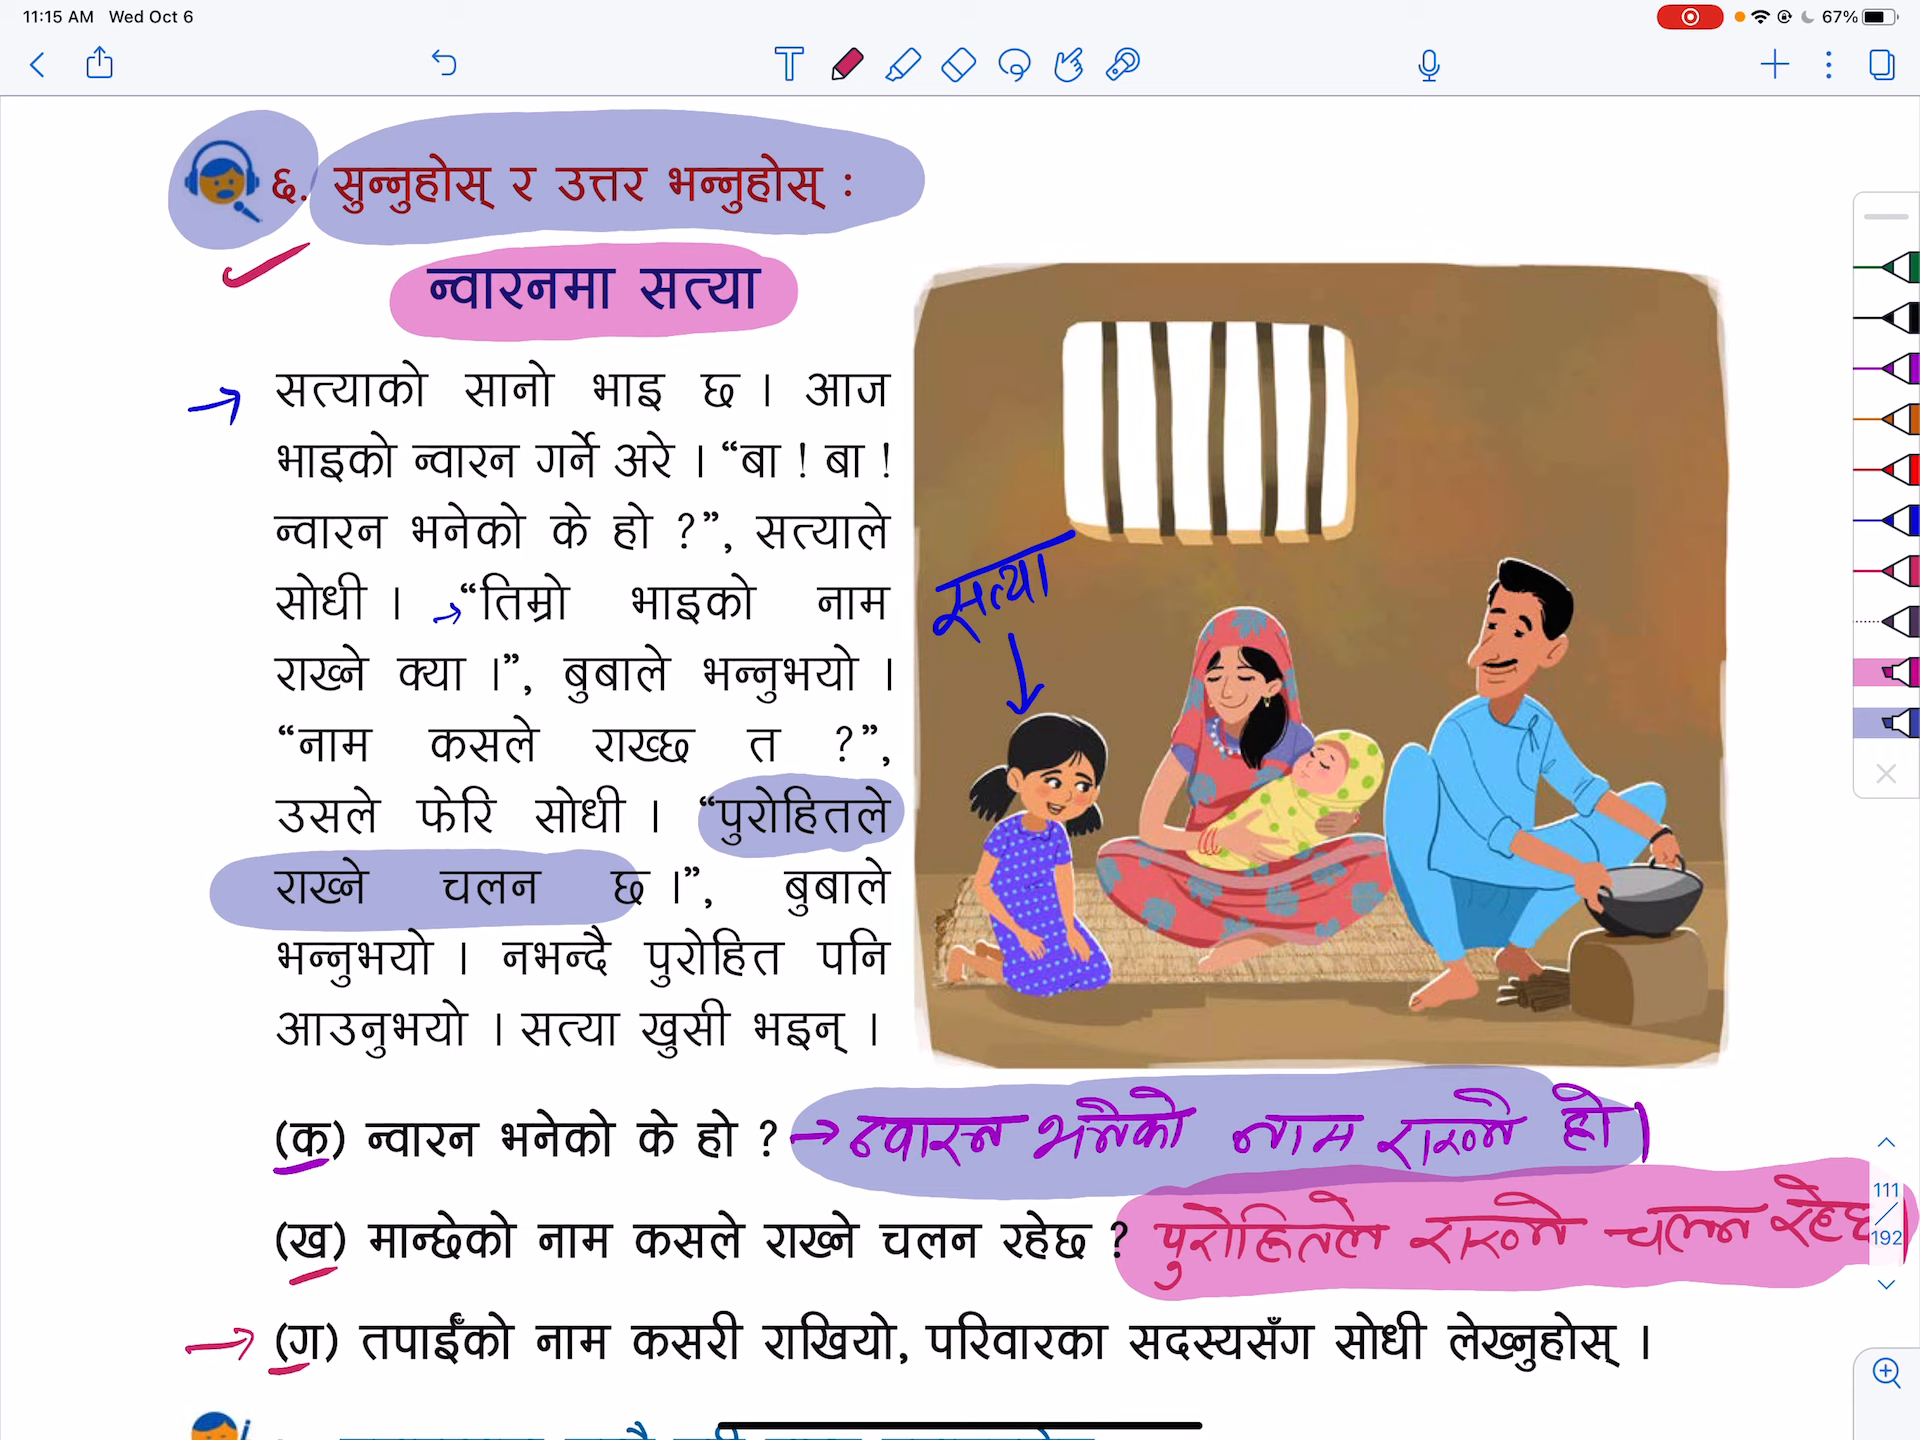 11:15 AM Wed Oct 6
67%
६. सुन्नुहोस् र उत्तर भन्नुहोस् :
न्वारनमा सत्या
सत्याको सानो भाइ छ । आज
भाइको न्वारन गर्ने अरे । “बा ! बा !
न्वारन भनेको के हो ?”, सत्याले
सोधी । “तिम्रो भाइको नाम
राख्ने क्या ।”, बुबाले भन्नुभयो ।
“नाम कसले राख्छ त ?”,
उसले फेरि सोधी । “पुरोहितले
राख्ने चलन छ ।”, बुबाले
भन्नुभयो । नभन्दै पुरोहित पनि
आउनुभयो । सत्या खुसी भइन् ।
सत्या
(क) न्वारन भनेको के हो ? → न्वारन भनेको नाम राख्ने हो ।
(ख) मान्छेको नाम कसले राख्ने चलन रहेछ ? पुरोहितले राख्ने चलन रहेछ ।
(ग) तपाईंको नाम कसरी राखियो, परिवारका सदस्यसँग सोधी लेख्नुहोस् ।
111
192